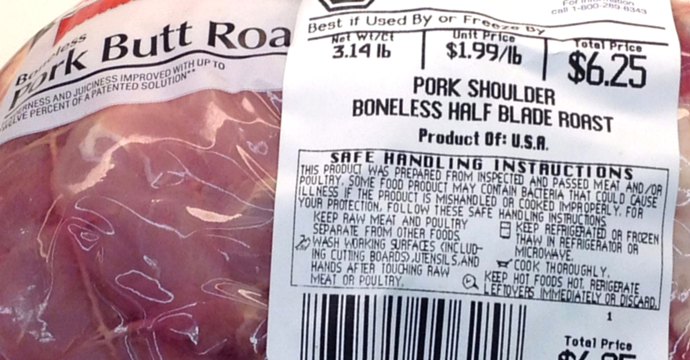 Boneless
Pork Butt Roa
ERNESS AND JUICINESS IMPROVED WITH UP TO
ELVE PERCENT OF A PATENTED SOLUTION**
call 1-800-289 8343
Best if Used By or Freeze By
Net Wt/Ct
3.14 lb
Unit Price
$1.99/lb
Total Price
$6.25
PORK SHOULDER
BONELESS HALF BLADE ROAST
Product Of: U.S.A.
SAFE HANDLING INSTRUCTIONS
THIS PRODUCT WAS PREPARED FROM INSPECTED AND PASSED MEAT AND/OR
POULTRY. SOME FOOD PRODUCT MAY CONTAIN BACTERIA THAT COULD CAUSE
ILLNESS IF THE PRODUCT IS MISHANDLED OR COOKED IMPROPERLY. FOR
YOUR PROTECTION, FOLLOW THESE SAFE HANDLING INSTRUCTIONS
KEEP RAW MEAT AND POULTRY
SEPARATE FROM OTHER FOODS
WASH WORKING SURFACES (INCLUD-
ING CUTTING BOARDS),UTENSILS,AND
HANDS AFTER TOUCHING RAW
MEAT OR POULTRY.
KEEP REFRIGERATED OR FROZEN
THAW IN REFRIGERATOR OR
MICROWAVE.
COOK THOROUGHLY.
KEEP HOT FOODS HOT. REFIGERATE
LEFTOVERS IMMEDIATELY OR DISCARD.
1
Total Price
$6.25